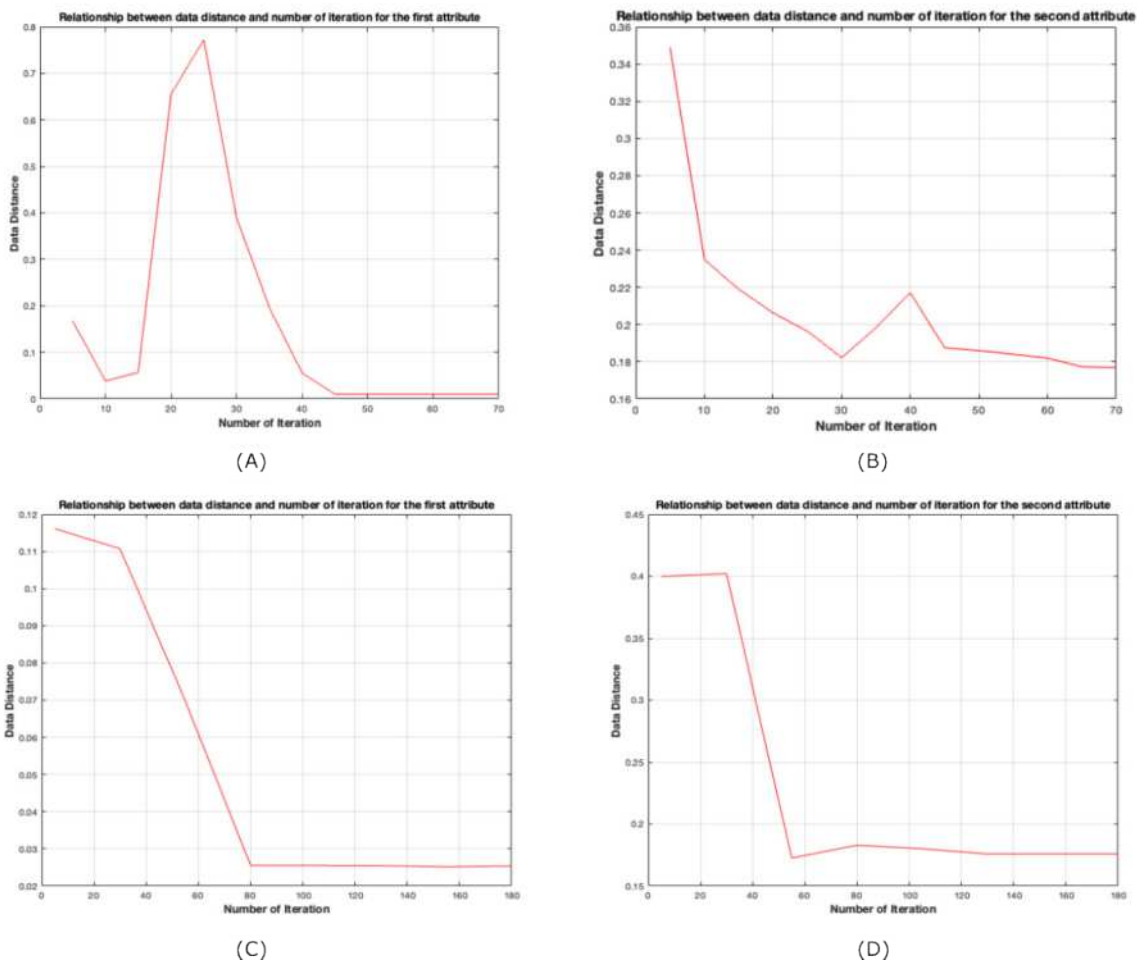 Relationship between data distance and number of iteration for the first attribute
0.8
0.7
0.6
0.5
0.4
0.3
0.2
0.1
0
Data Distance
0 10 20 30 40 50 60 70
Number of Iteration
(A)
Relationship between data distance and number of iteration for the second attribute
0.36
0.34
0.32
0.3
0.28
0.26
0.24
0.22
0.2
0.18
0.16
Data Distance
0 10 20 30 40 50 60 70
Number of Iteration
(B)
Relationship between data distance and number of iteration for the first attribute
0.12
0.11
0.1
0.09
0.08
0.07
0.06
0.05
0.04
0.03
0.02
Data Distance
0 20 40 60 80 100 120 140 160 180
Number of Iteration
(C)
Relationship between data distance and number of iteration for the second attribute
0.45
0.4
0.35
0.3
0.25
0.2
0.15
Data Distance
0 20 40 60 80 100 120 140 160 180
Number of Iteration
(D)